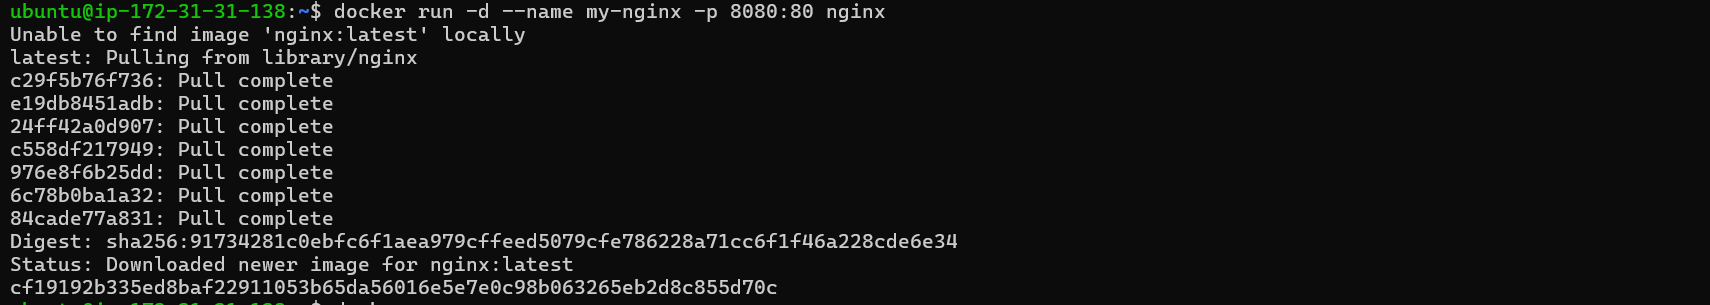 ubuntu@ip-172-31-31-138:~$ docker run -d --name my-nginx -p 8080:80 nginx
Unable to find image 'nginx:latest' locally
latest: Pulling from library/nginx
c29f5b76f736: Pull complete
e19db8451adb: Pull complete
24ff42a0d907: Pull complete
c558df217949: Pull complete
976e8f6b25dd: Pull complete
6c78b0ba1a32: Pull complete
84cade77a831: Pull complete
Digest: sha256:91734281c0ebfc6f1aea979cffeed5079cfe786228a71cc6f1f46a228cde6e34
Status: Downloaded newer image for nginx:latest
cf19192b335ed8baf22911053b65da56016e5e7e0c98b063265eb2d8c855d70c